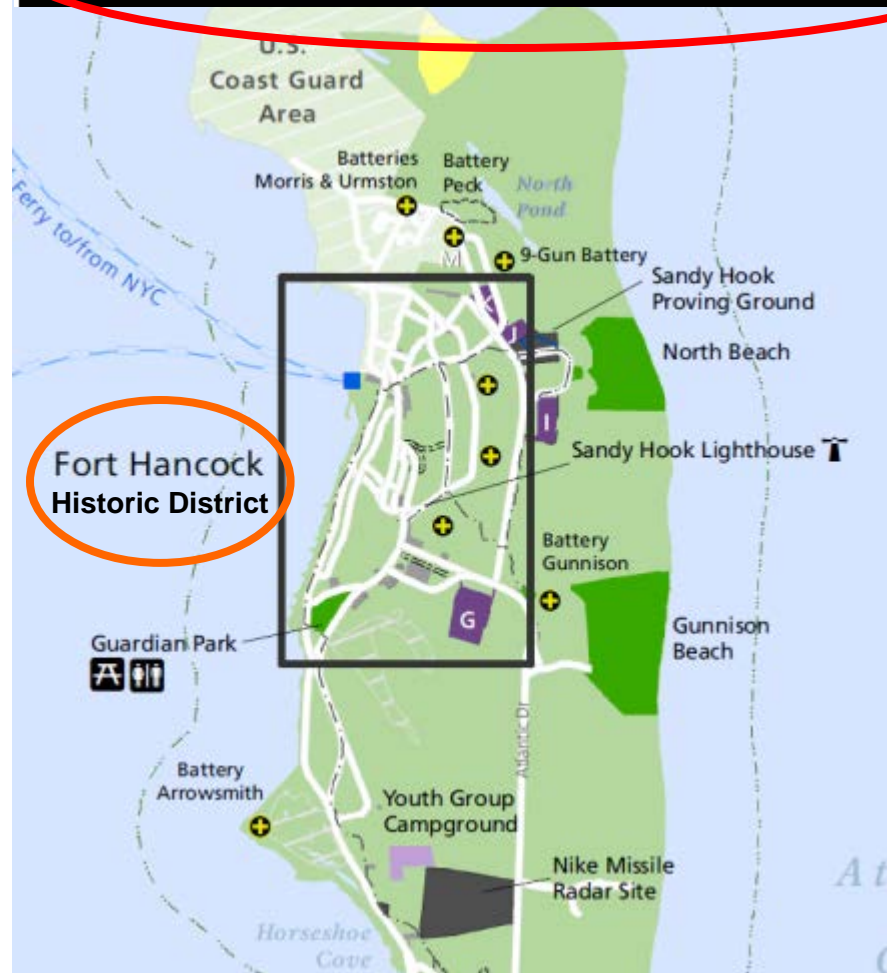 U.S.
Coast Guard
Area
Batteries
Morris & Urmston
Battery
Peck
North
Pond
Ferry to/from NYC
M
9-Gun Battery
Sandy Hook
Proving Ground
K
J
North Beach
I
Fort Hancock
Historic District
Sandy Hook Lighthouse
Battery
Gunnison
G
Guardian Park
Gunnison
Beach
Atlantic Dr
Battery
Arrowsmith
Youth Group
Campground
Nike Missile
Radar Site
Horseshoe
Cove
At